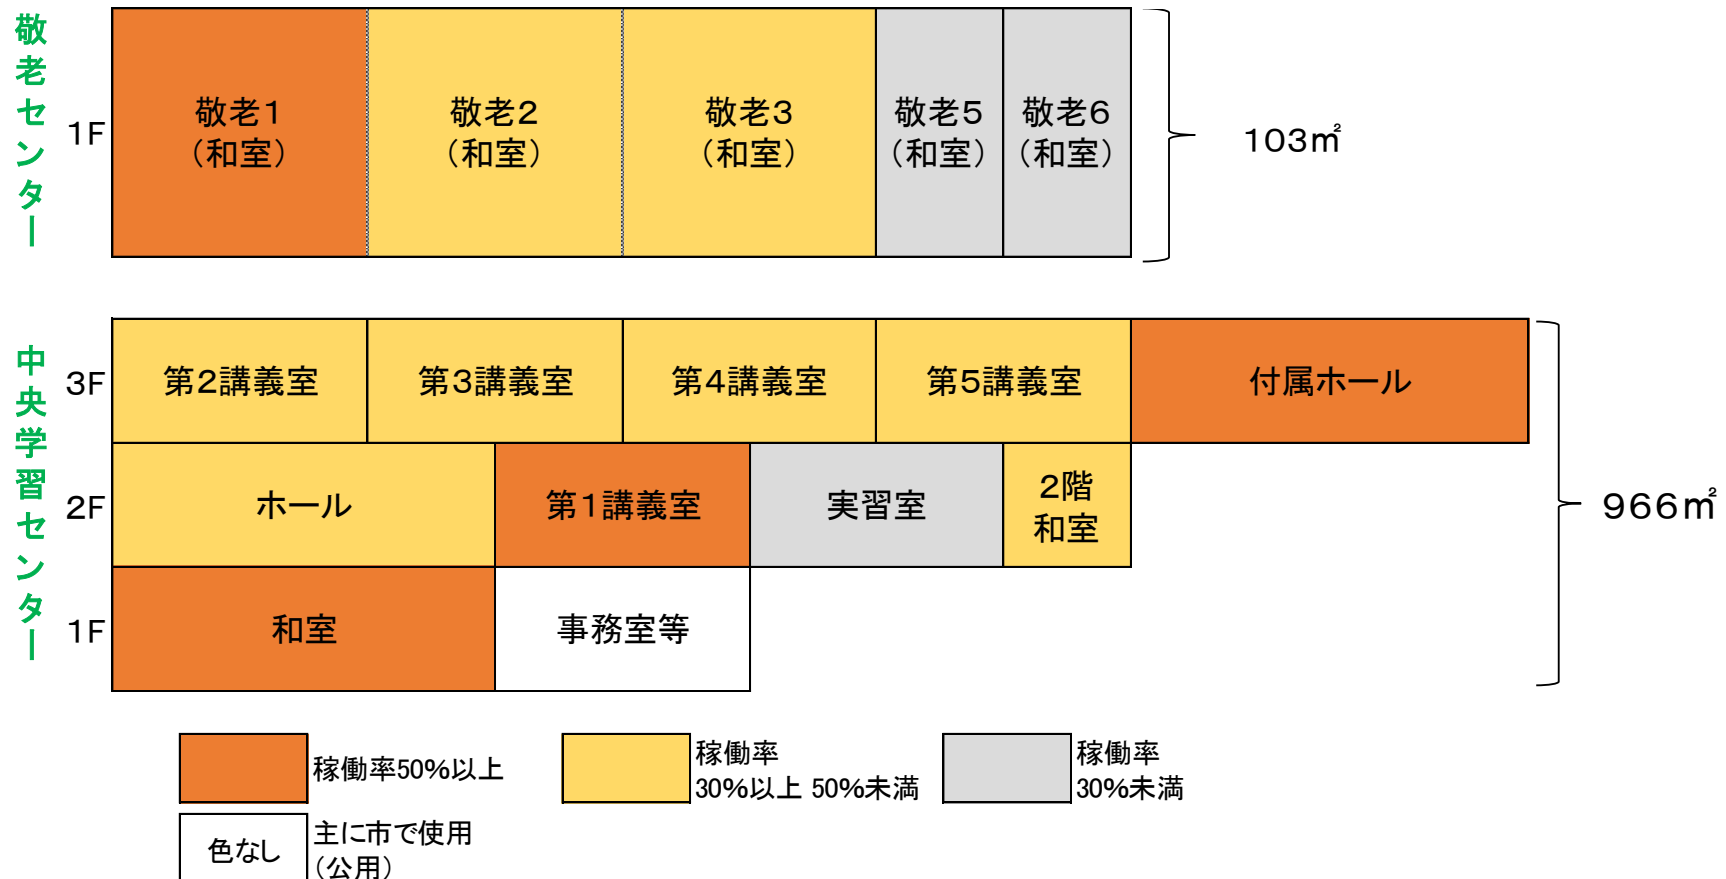 敬老センター
1F
敬老1
（和室）
敬老2
（和室）
敬老3
（和室）
敬老5
（和室）
敬老6
（和室）
103㎡
中央学習センター
3F
第2講義室
第3講義室
第4講義室
第5講義室
付属ホール
2F
ホール
第1講義室
実習室
2階
和室
966㎡
1F
和室
事務室等
稼働率50%以上
稼働率
30%以上 50%未満
稼働率
30%未満
色なし
主に市で使用
（公用）